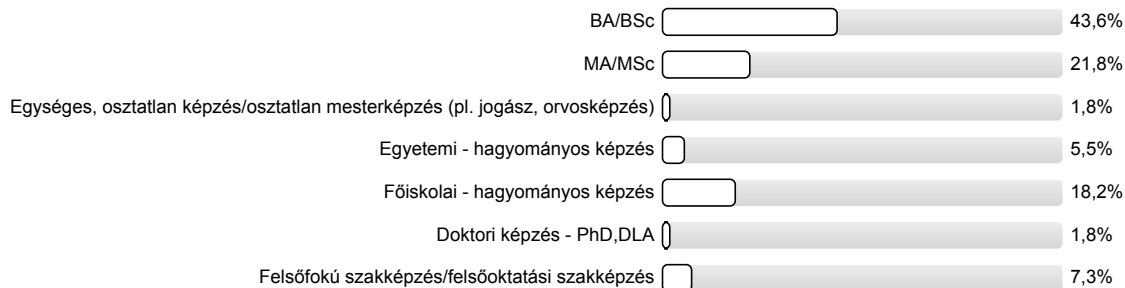 BA/BSc 43,6%
MA/MSc 21,8%
Egységes, osztatlan képzés/osztatlan mesterképzés (pl. jogász, orvosképzés) 1,8%
Egyetemi - hagyományos képzés 5,5%
Főiskolai - hagyományos képzés 18,2%
Doktori képzés - PhD,DLA 1,8%
Felsőfokú szakképzés/felsőoktatási szakképzés 7,3%